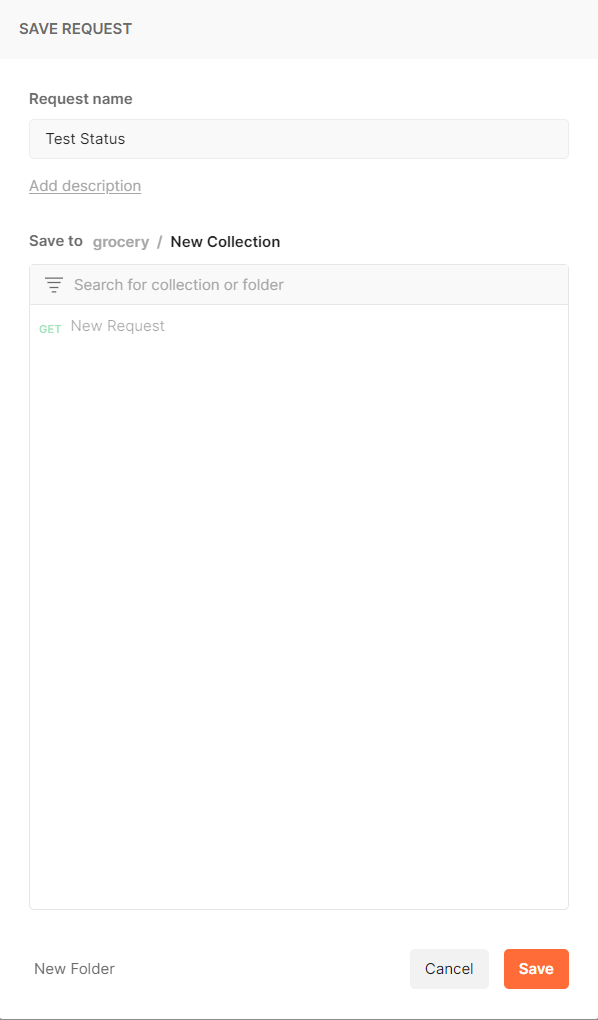 SAVE REQUEST
Request name
Test Status
Add description
Save to grocery / New Collection
Search for collection or folder
GET New Request
New Folder Cancel Save